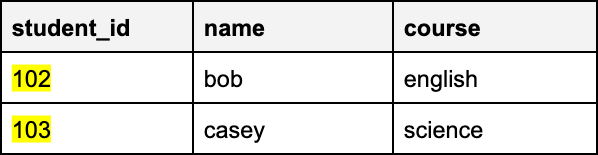 student_id name course
102 bob english
103 casey science